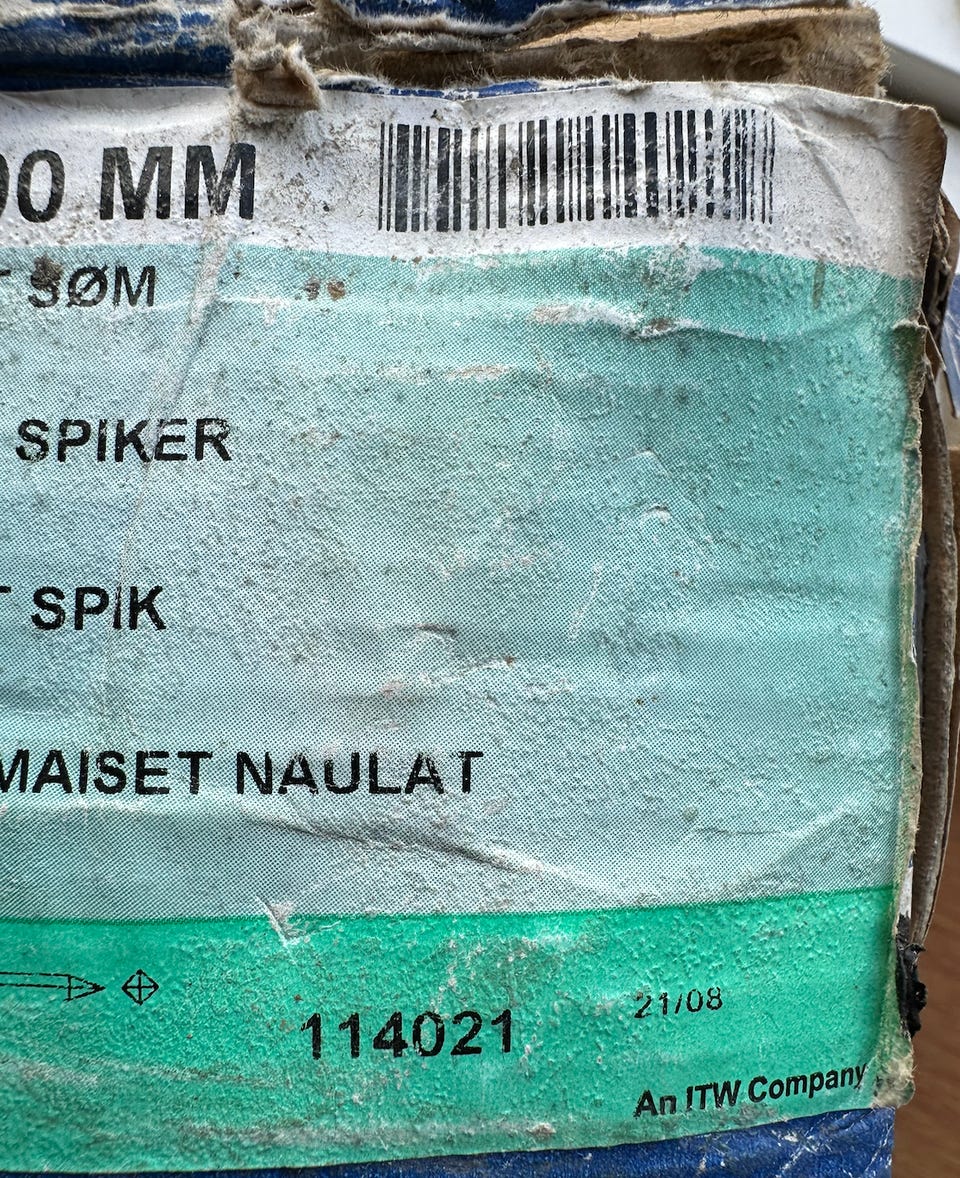 00 MM
T SØM
SPIKER
T SPIK
MAISET NAULAT
114021
21/08
An ITW Company